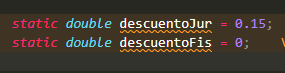 static double descuentoJur = 0.15;
static double descuentoFis = 0;